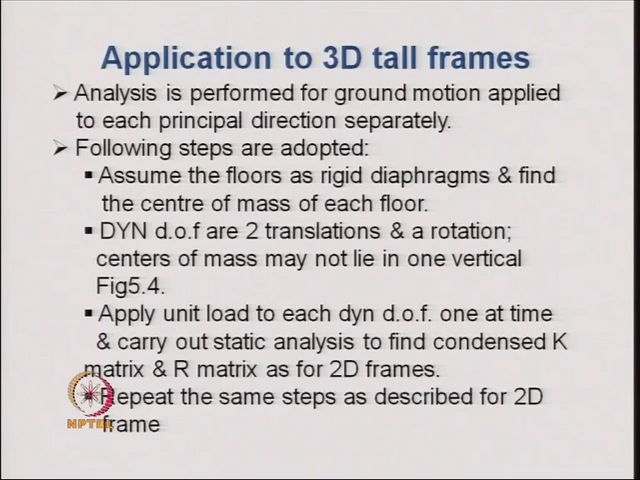 Application to 3D tall frames
➢ Analysis is performed for ground motion applied
to each principal direction separately.
➢ Following steps are adopted:
▪ Assume the floors as rigid diaphragms & find
the centre of mass of each floor.
▪ DYN d.o.f are 2 translations & a rotation;
centers of mass may not lie in one vertical
Fig5.4.
▪ Apply unit load to each dyn d.o.f. one at time
& carry out static analysis to find condensed K
matrix & R matrix as for 2D frames.
Repeat the same steps as described for 2D
frame
NPTEL